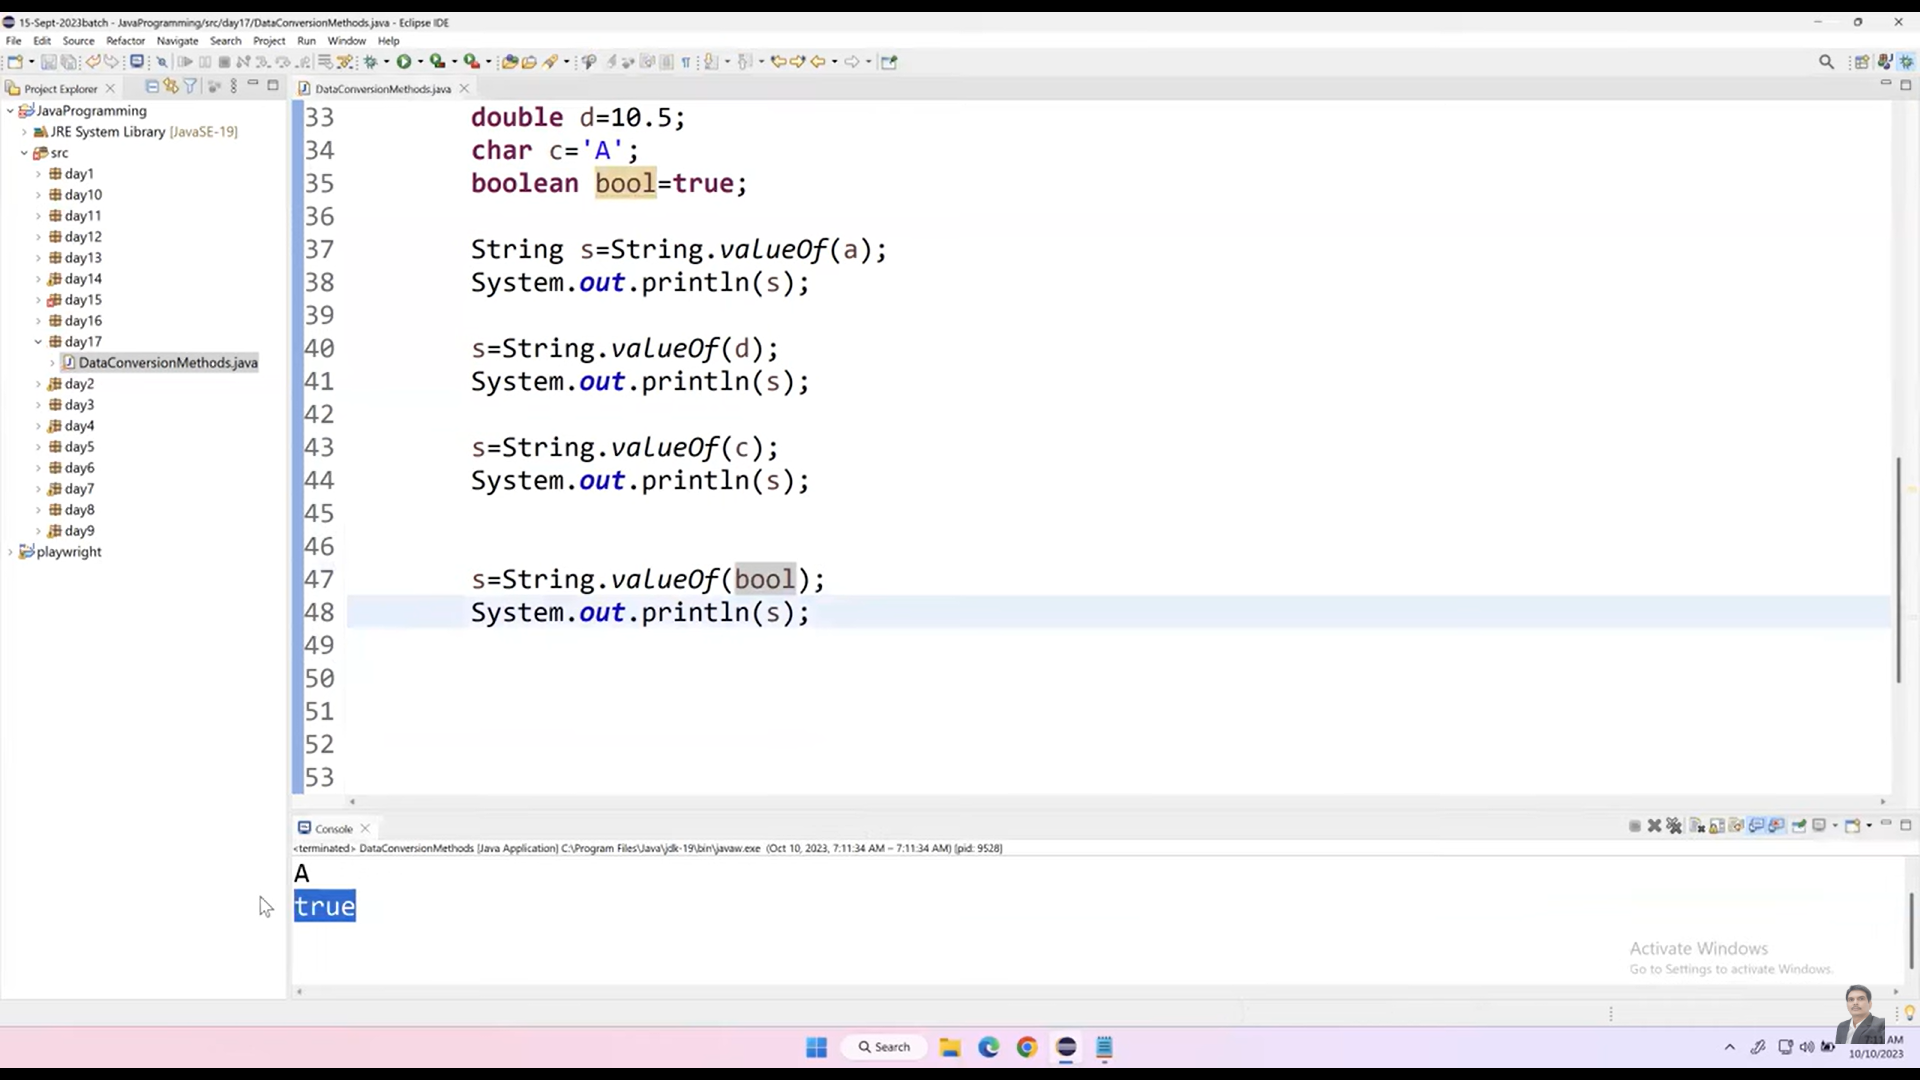 15-Sept-2023batch - JavaProgramming/src/day17/DataConversionMethods.java - Eclipse IDE
File Edit Source Refactor Navigate Search Project Run Window Help
Project Explorer
JavaProgramming
JRE System Library [JavaSE-19]
src
day1
day10
day11
day12
day13
day14
day15
day16
day17
DataConversionMethods.java
day2
day3
day4
day5
day6
day7
day8
day9
playwright
DataConversionMethods.java
33 double d=10.5;
34 char c='A';
35 boolean bool=true;
36
37 String s=String.valueOf(a);
38 System.out.println(s);
39
40 s=String.valueOf(d);
41 System.out.println(s);
42
43 s=String.valueOf(c);
44 System.out.println(s);
45
46
47 s=String.valueOf(bool);
48 System.out.println(s);
49
50
51
52
53
Console
<terminated> DataConversionMethods [Java Application] C:\Program Files\Java\jdk-19\bin\javaw.exe (Oct 10, 2023, 7:11:34 AM – 7:11:34 AM) [pid: 9528]
A
true
Activate Windows
Go to Settings to activate Windows.
Search
7:11 AM
10/10/2023